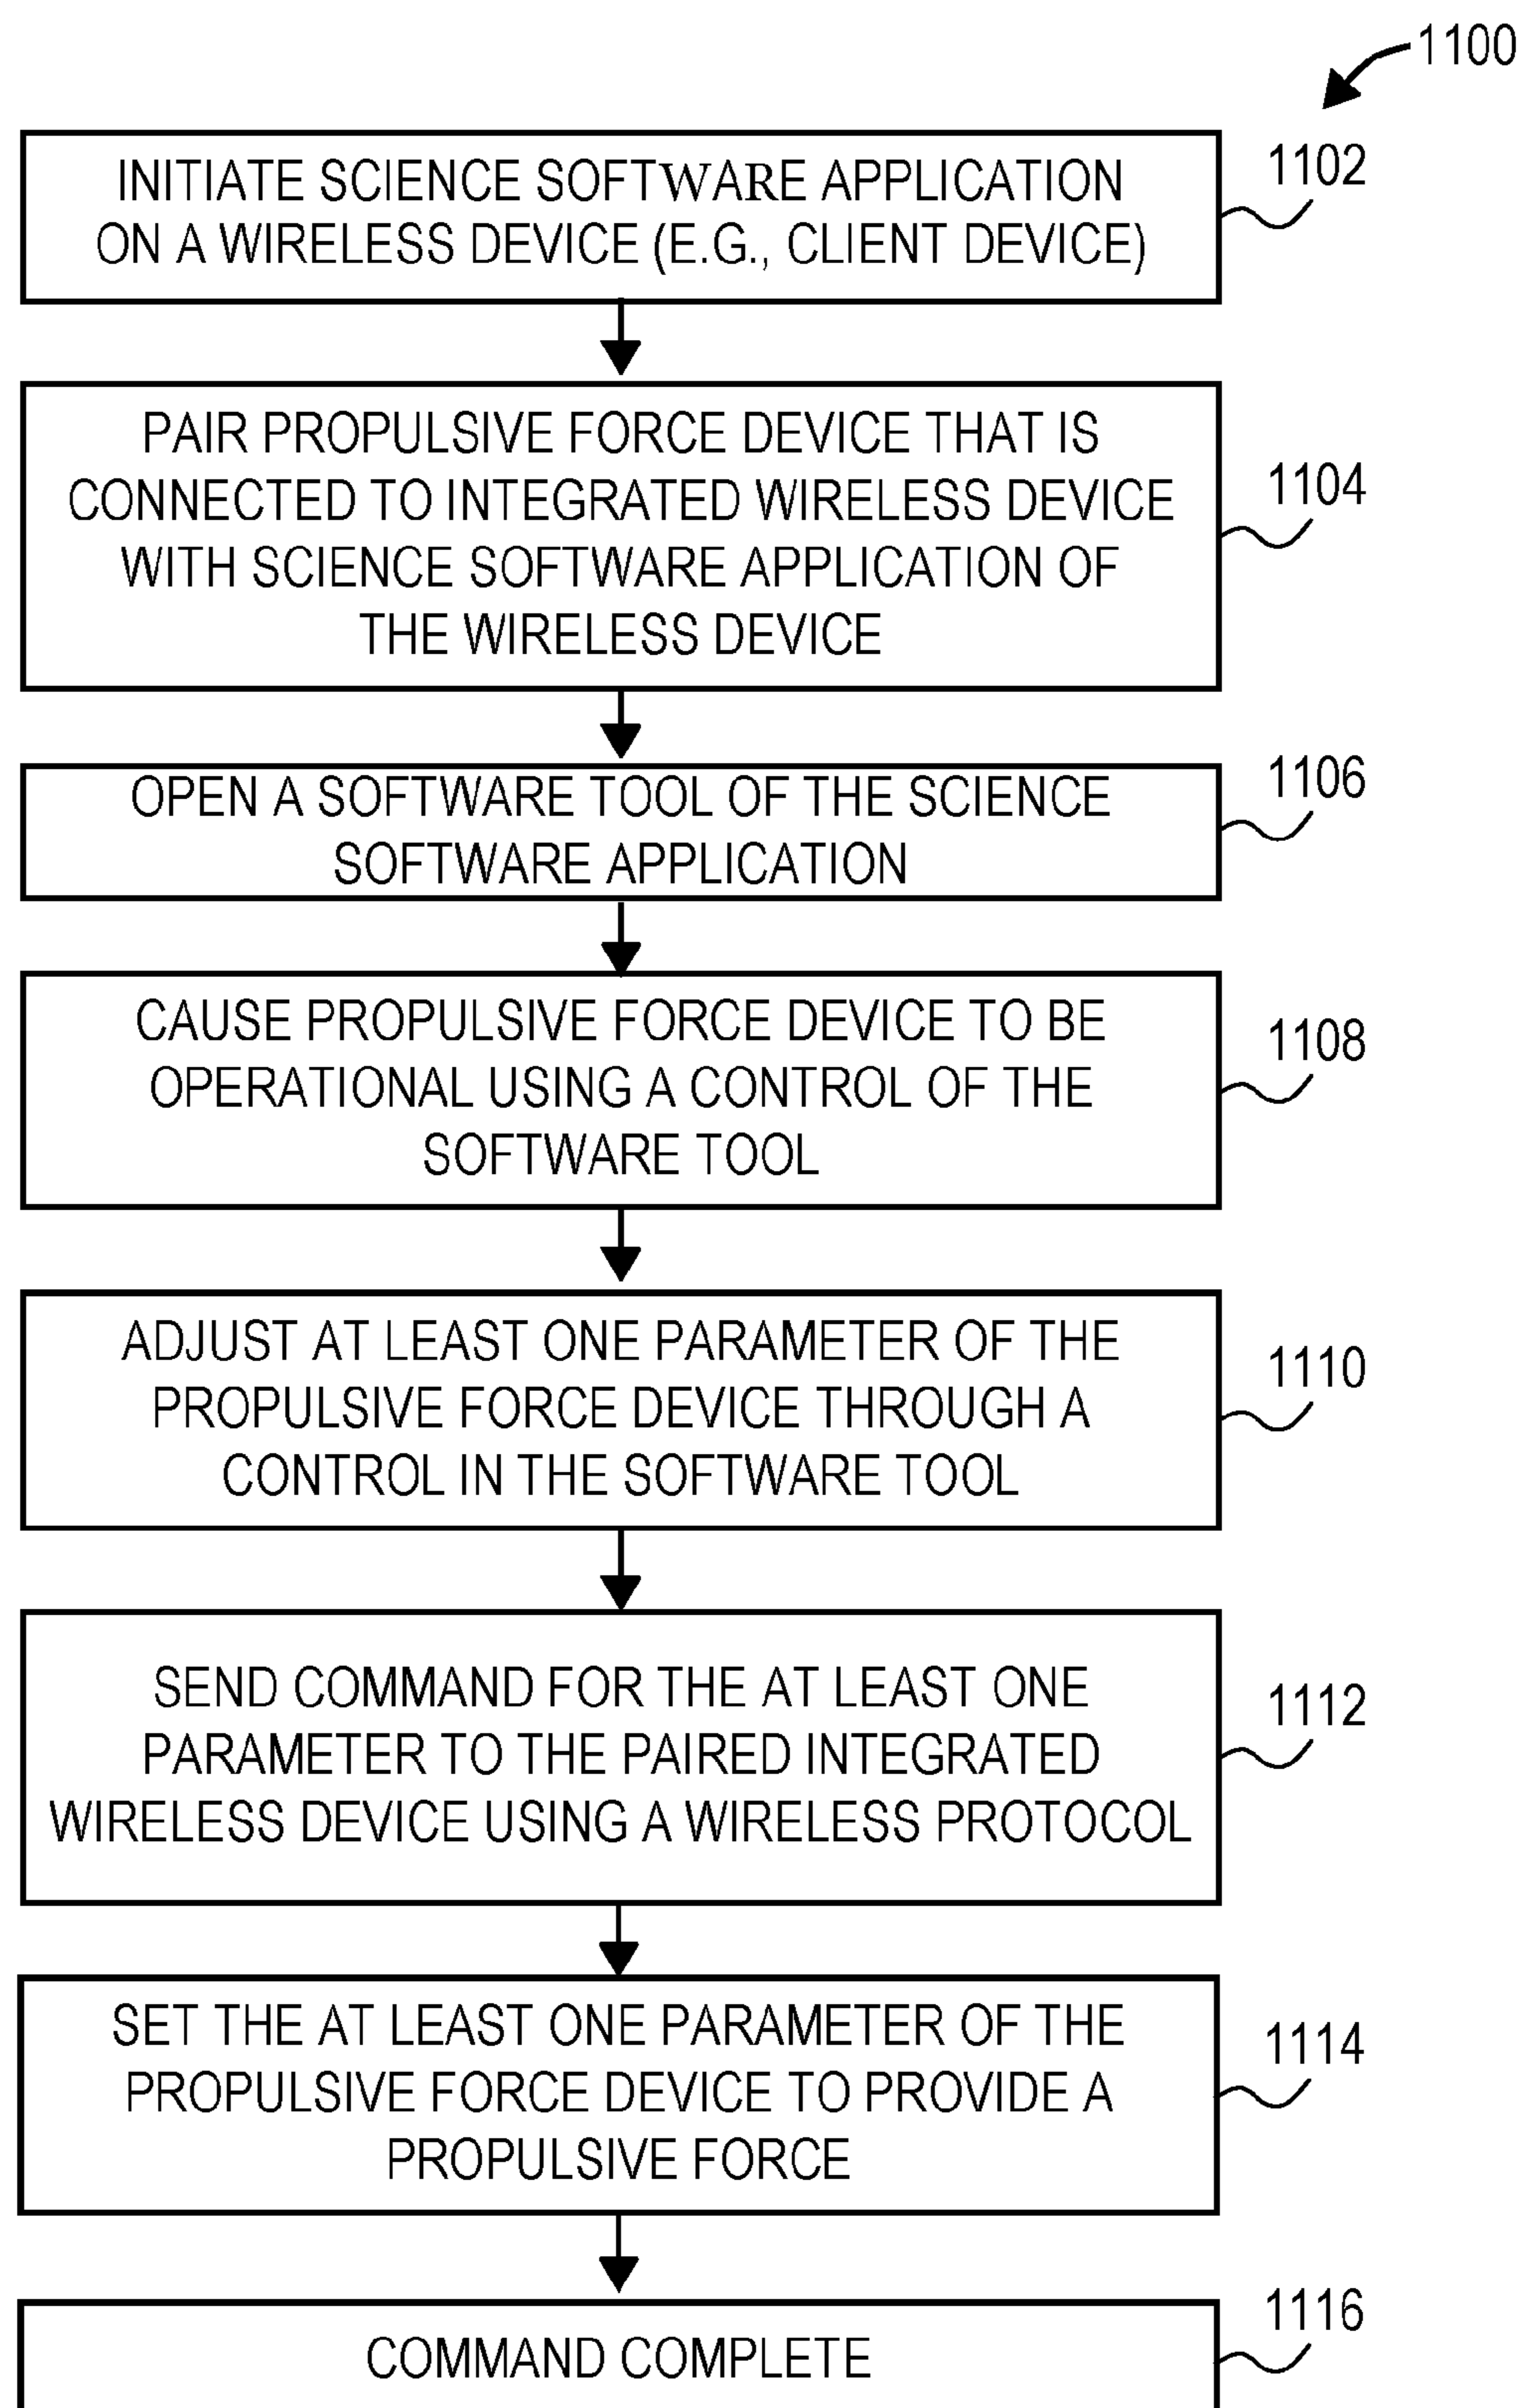 1100
INITIATE SCIENCE SOFTWARE APPLICATION
ON A WIRELESS DEVICE (E.G., CLIENT DEVICE)
1102
PAIR PROPULSIVE FORCE DEVICE THAT IS
CONNECTED TO INTEGRATED WIRELESS DEVICE
WITH SCIENCE SOFTWARE APPLICATION OF
THE WIRELESS DEVICE
1104
OPEN A SOFTWARE TOOL OF THE SCIENCE
SOFTWARE APPLICATION
1106
CAUSE PROPULSIVE FORCE DEVICE TO BE
OPERATIONAL USING A CONTROL OF THE
SOFTWARE TOOL
1108
ADJUST AT LEAST ONE PARAMETER OF THE
PROPULSIVE FORCE DEVICE THROUGH A
CONTROL IN THE SOFTWARE TOOL
1110
SEND COMMAND FOR THE AT LEAST ONE
PARAMETER TO THE PAIRED INTEGRATED
WIRELESS DEVICE USING A WIRELESS PROTOCOL
1112
SET THE AT LEAST ONE PARAMETER OF THE
PROPULSIVE FORCE DEVICE TO PROVIDE A
PROPULSIVE FORCE
1114
COMMAND COMPLETE
1116